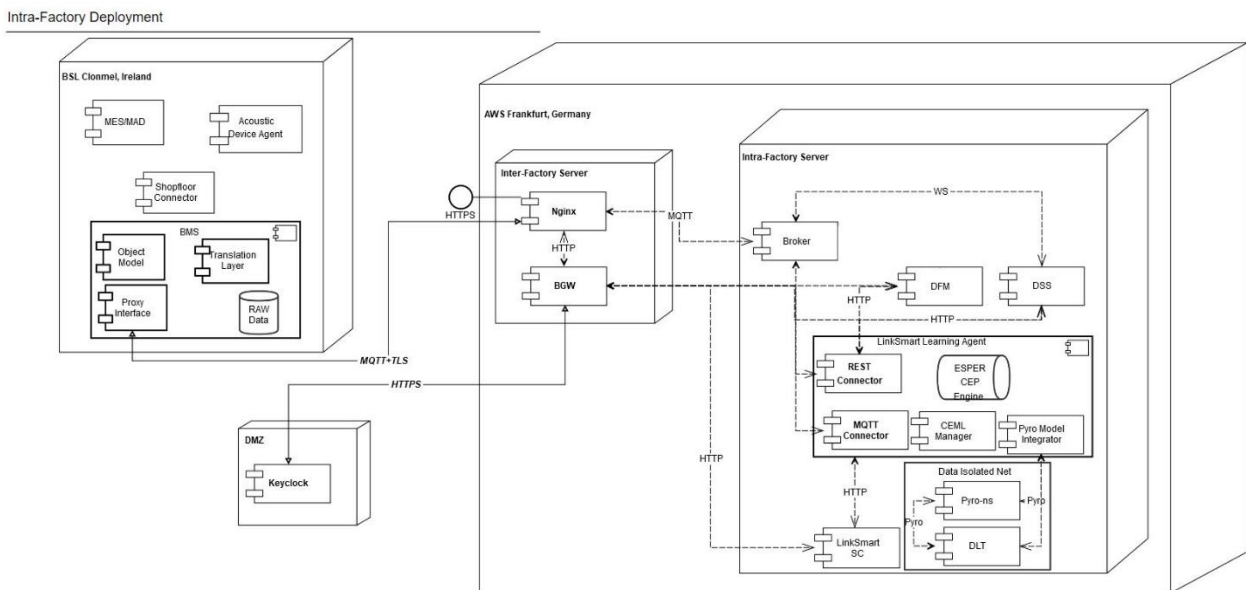 Intra-Factory Deployment
BSL Clonmel, Ireland
MES/MAD
Acoustic
Device Agent
Shopfloor
Connector
BMS
Object
Model
Translation
Layer
Proxy
Interface
RAW
Data
MQTT+TLS
HTTPS
DMZ
Keyclock
AWS Frankfurt, Germany
Inter-Factory Server
HTTPS
Nginx
HTTP
BGW
MQTT
Intra-Factory Server
WS
Broker
DFM
DSS
HTTP
HTTP
LinkSmart Learning Agent
REST
Connector
ESPER
CEP
Engine
MQTT
Connector
CEML
Manager
Pyro Model
Integrator
HTTP
HTTP
LinkSmart
SC
Data Isolated Net
Pyro-ns
Pyro
Pyro
DLT